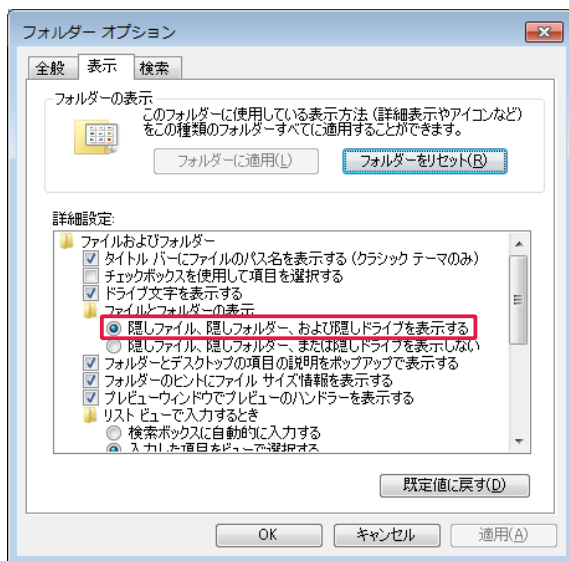 フォルダー オプション
全般 表示 検索
フォルダーの表示
このフォルダーに使用している表示方法 (詳細表示やアイコンなど)
をこの種類のフォルダーすべてに適用することができます。
フォルダーに適用(L) フォルダーをリセット(R)
詳細設定:
ファイルおよびフォルダー
タイトル バーにファイルのパス名を表示する (クラシック テーマのみ)
チェックボックスを使用して項目を選択する
ドライブ文字を表示する
ファイルとフォルダーの表示
隠しファイル、隠しフォルダー、および隠しドライブを表示する
隠しファイル、隠しフォルダー、または隠しドライブを表示しない
フォルダーとデスクトップの項目の説明をポップアップで表示する
フォルダーのヒントにファイル サイズ情報を表示する
プレビューウィンドウでプレビューのハンドラーを表示する
リスト ビューで入力するとき
検索ボックスに自動的に入力する
入力した項目をビューで選択する
既定値に戻す(D)
OK キャンセル 適用(A)